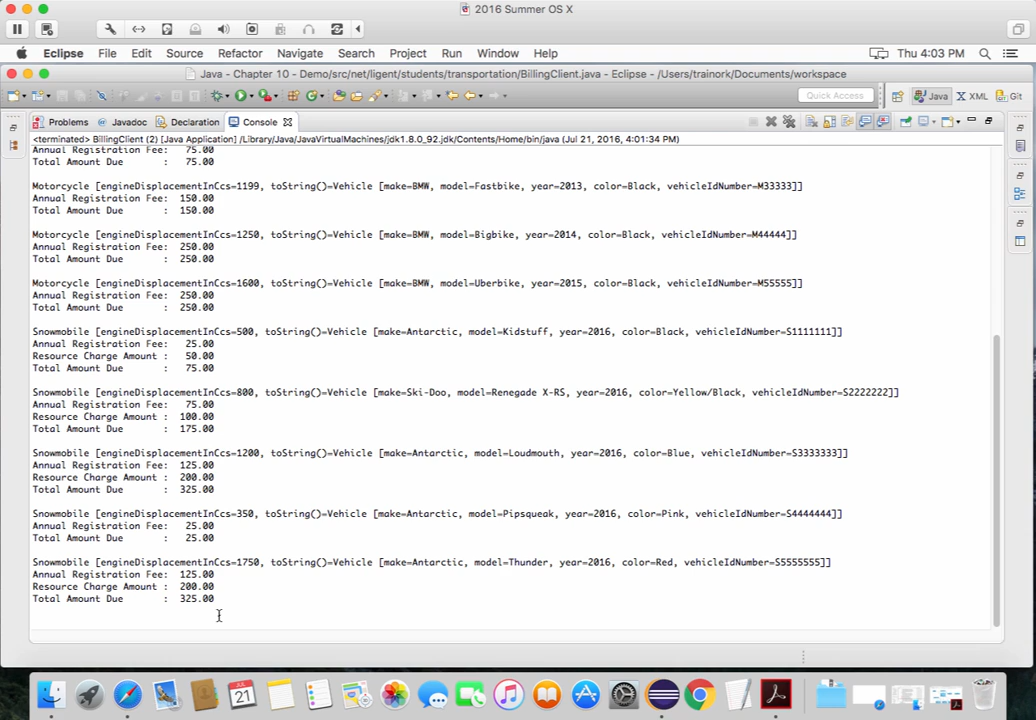 2016 Summer OS X
Eclipse File Edit Source Refactor Navigate Search Project Run Window Help Thu 4:03 PM
Java - Chapter 10 - Demo/src/net/ligent/students/transportation/BillingClient.java - Eclipse - /Users/trainork/Documents/workspace
Quick Access Java XML Git
Problems @ Javadoc Declaration Console
<terminated> BillingClient (2) [Java Application] /Library/Java/JavaVirtualMachines/jdk1.8.0_92.jdk/Contents/Home/bin/java (Jul 21, 2016, 4:01:34 PM)
Annual Registration Fee: 75.00
Total Amount Due : 75.00
Motorcycle [engineDisplacementInCcs=1199, toString()=Vehicle [make=BMW, model=Fastbike, year=2013, color=Black, vehicleIdNumber=M33333]]
Annual Registration Fee: 150.00
Total Amount Due : 150.00
Motorcycle [engineDisplacementInCcs=1250, toString()=Vehicle [make=BMW, model=Bigbike, year=2014, color=Black, vehicleIdNumber=M44444]]
Annual Registration Fee: 250.00
Total Amount Due : 250.00
Motorcycle [engineDisplacementInCcs=1600, toString()=Vehicle [make=BMW, model=Uberbike, year=2015, color=Black, vehicleIdNumber=M55555]]
Annual Registration Fee: 250.00
Total Amount Due : 250.00
Snowmobile [engineDisplacementInCcs=500, toString()=Vehicle [make=Antarctic, model=Kidstuff, year=2016, color=Black, vehicleIdNumber=S1111111]]
Annual Registration Fee: 25.00
Resource Charge Amount : 50.00
Total Amount Due : 75.00
Snowmobile [engineDisplacementInCcs=800, toString()=Vehicle [make=Ski-Doo, model=Renegade X-RS, year=2016, color=Yellow/Black, vehicleIdNumber=S2222222]]
Annual Registration Fee: 75.00
Resource Charge Amount : 100.00
Total Amount Due : 175.00
Snowmobile [engineDisplacementInCcs=1200, toString()=Vehicle [make=Antarctic, model=Loudmouth, year=2016, color=Blue, vehicleIdNumber=S3333333]]
Annual Registration Fee: 125.00
Resource Charge Amount : 200.00
Total Amount Due : 325.00
Snowmobile [engineDisplacementInCcs=350, toString()=Vehicle [make=Antarctic, model=Pipsqueak, year=2016, color=Pink, vehicleIdNumber=S4444444]]
Annual Registration Fee: 25.00
Total Amount Due : 25.00
Snowmobile [engineDisplacementInCcs=1750, toString()=Vehicle [make=Antarctic, model=Thunder, year=2016, color=Red, vehicleIdNumber=S5555555]]
Annual Registration Fee: 125.00
Resource Charge Amount : 200.00
Total Amount Due : 325.00
21